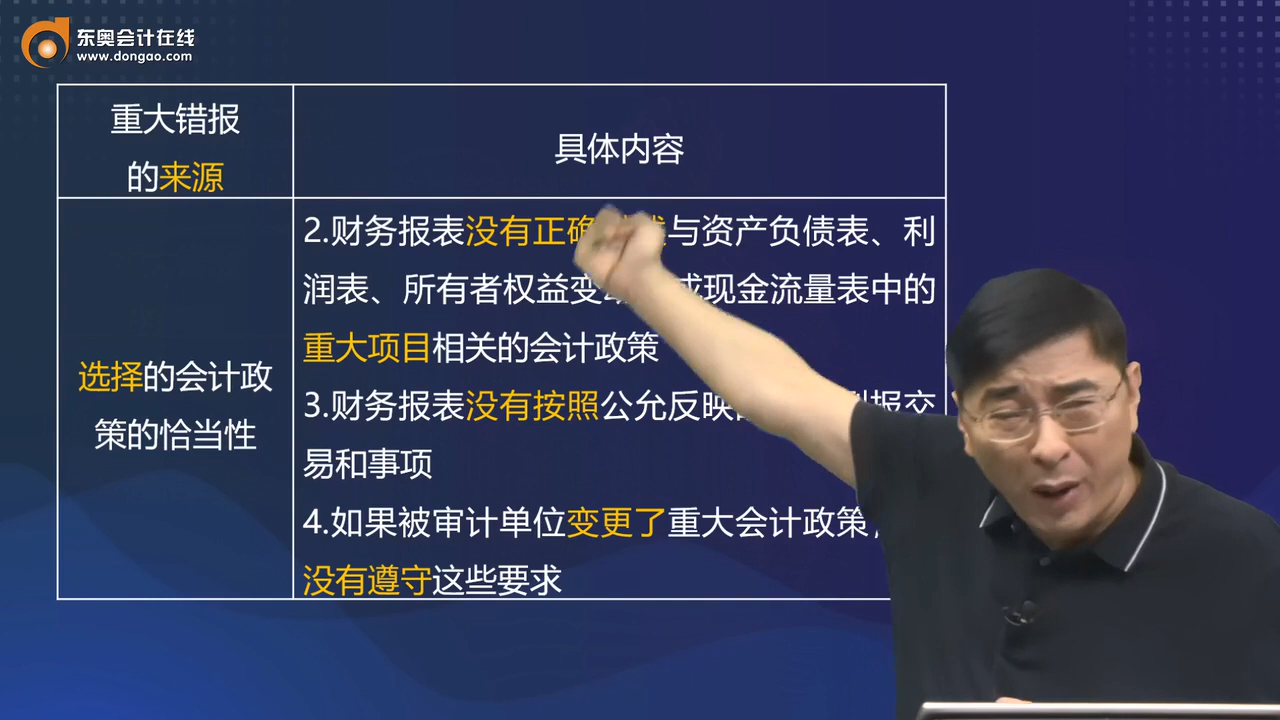 东奥会计在线
www.dongao.com
重大错报
的来源
具体内容
选择的会计政
策的恰当性
2.财务报表没有正确 与资产负债表、利
润表、所有者权益变动 或现金流量表中的
重大项目相关的会计政策
3.财务报表没有按照公允反映 列报交
易和事项
4.如果被审计单位变更了重大会计政策，
没有遵守这些要求